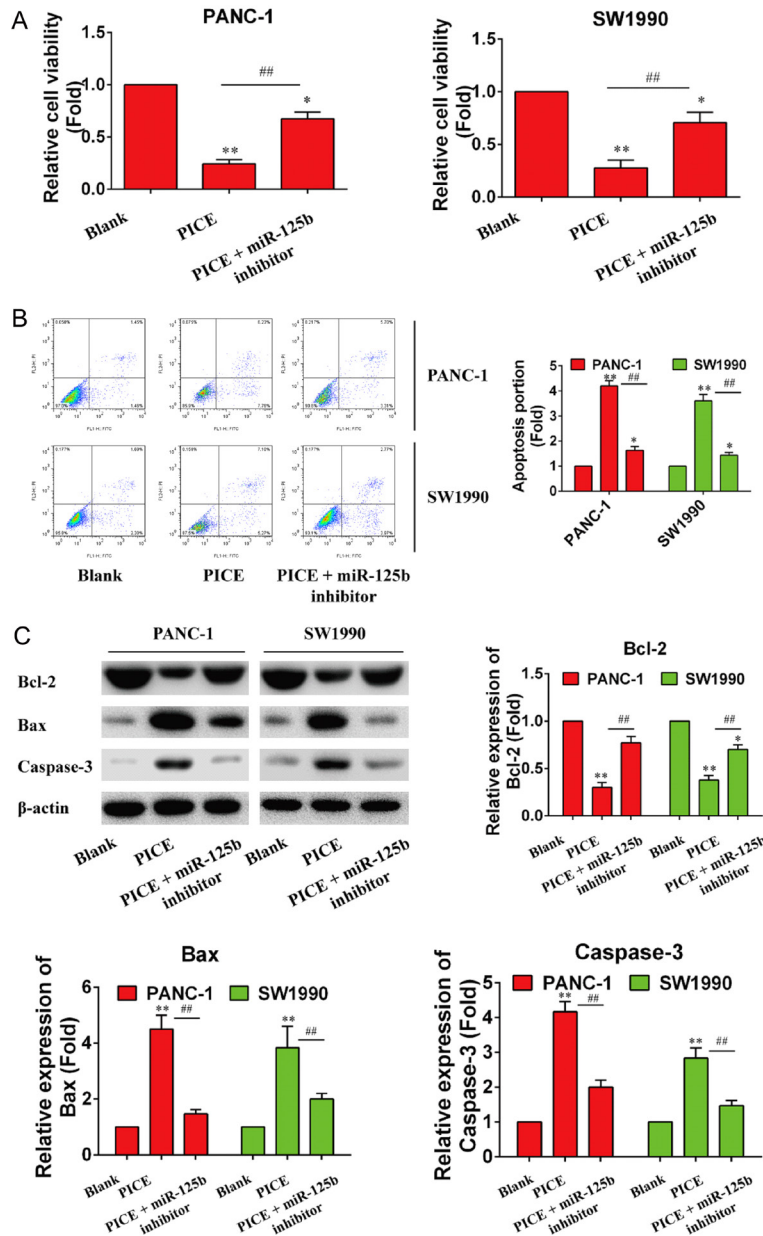 A
PANC-1
Relative cell viability
(Fold)
1.0
0.5
0.0
##
**
*
Blank
PICE
PICE + miR-125b
inhibitor
SW1990
Relative cell viability
(Fold)
1.5
1.0
0.5
0.0
##
**
*
Blank
PICE
PICE + miR-125b
inhibitor
B
PANC-1
SW1990
Blank
PICE
PICE + miR-125b
inhibitor
PANC-1
SW1990
Apoptosis portion
(Fold)
5
4
3
2
1
0
**
##
*
**
##
*
PANC-1
SW1990
C
PANC-1
SW1990
Bcl-2
Bax
Caspase-3
β-actin
Blank
PICE
PICE + miR-125b
inhibitor
Blank
PICE
PICE + miR-125b
inhibitor
Bcl-2
PANC-1
SW1990
Relative expression of
Bcl-2 (Fold)
1.5
1.0
0.5
0.0
**
##
**
##
*
Blank
PICE
PICE + miR-125b
inhibitor
Blank
PICE
PICE + miR-125b
inhibitor
Bax
PANC-1
SW1990
Relative expression of
Bax (Fold)
6
4
2
0
**
##
**
##
Blank
PICE
PICE + miR-125b
inhibitor
Blank
PICE
PICE + miR-125b
inhibitor
Caspase-3
PANC-1
SW1990
Relative expression of
Caspase-3 (Fold)
5
4
3
2
1
0
**
##
**
##
Blank
PICE
PICE + miR-125b
inhibitor
Blank
PICE
PICE + miR-125b
inhibitor